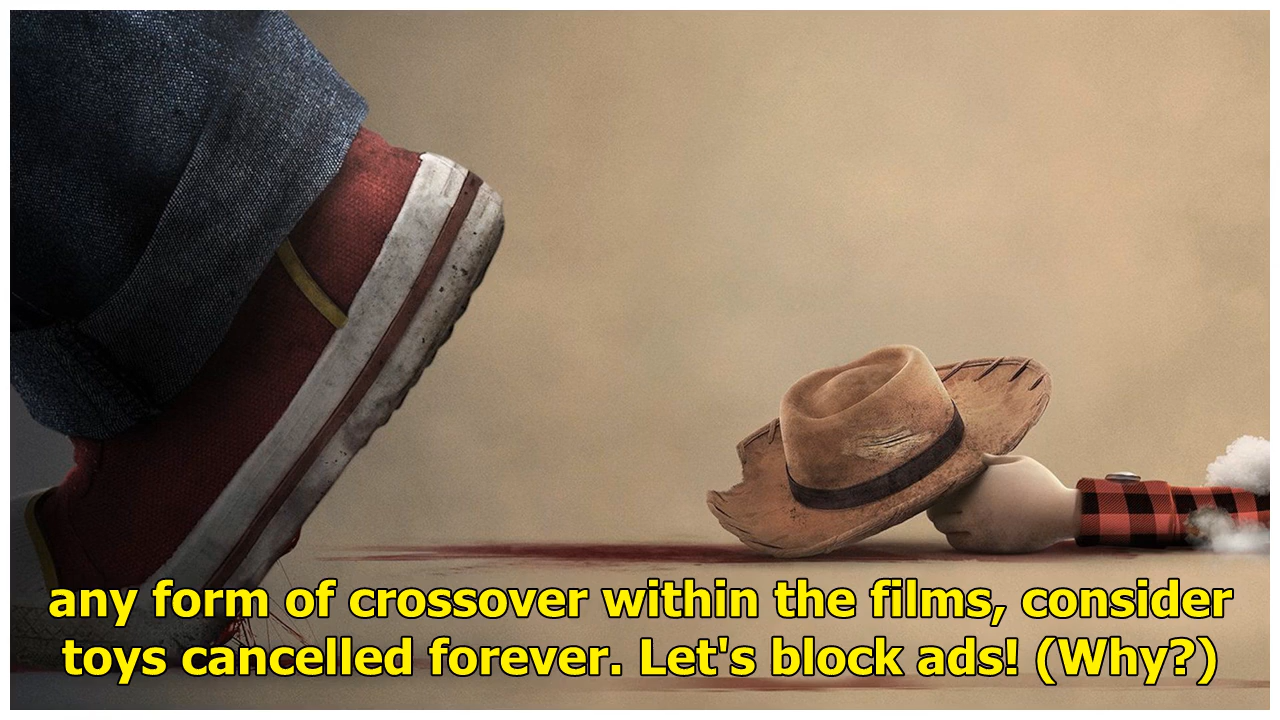 any form of crossover within the films, consider
toys cancelled forever. Let's block ads! (Why?)